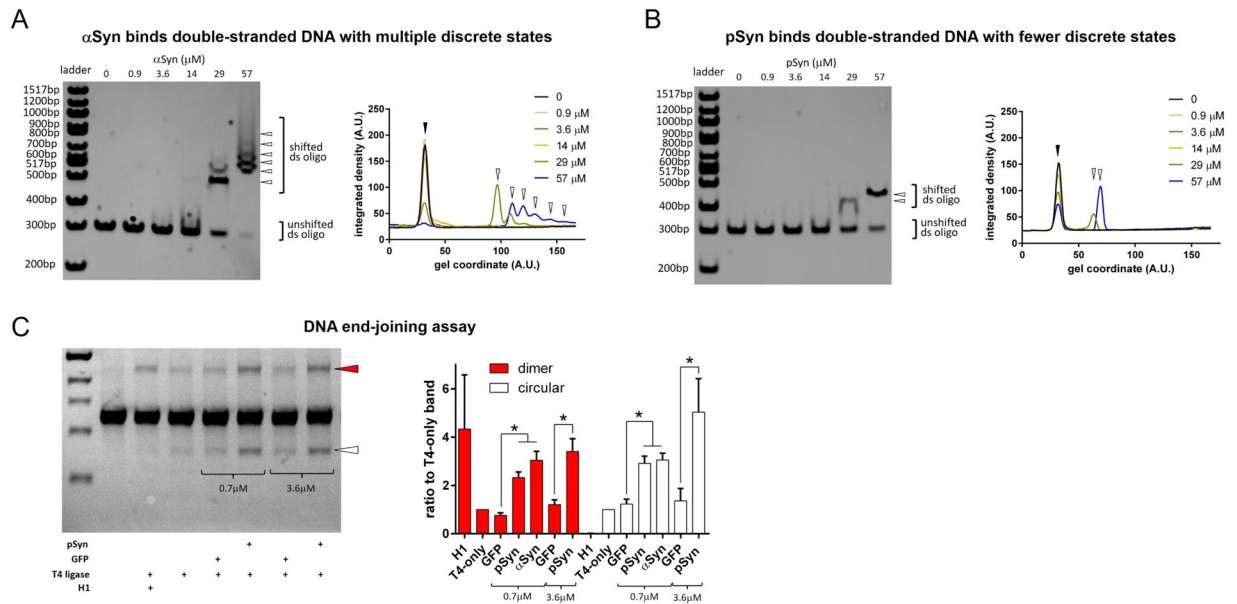 A
αSyn binds double-stranded DNA with multiple discrete states
αSyn (μM)
ladder 0 0.9 3.6 14 29 57
1517bp
1200bp
1000bp
900bp
800bp
700bp
600bp
517bp
500bp
400bp
300bp
200bp
shifted
ds oligo
unshifted
ds oligo
integrated density (A.U.)
250
200
150
100
50
0
0 50 100 150
gel coordinate (A.U.)
0
0.9 μM
3.6 μM
14 μM
29 μM
57 μM
B
pSyn binds double-stranded DNA with fewer discrete states
pSyn (μM)
ladder 0 0.9 3.6 14 29 57
1517bp
1200bp
1000bp
900bp
800bp
700bp
600bp
517bp
500bp
400bp
300bp
200bp
shifted
ds oligo
unshifted
ds oligo
integrated density (A.U.)
250
200
150
100
50
0
0 50 100 150
gel coordinate (A.U.)
0
0.9 μM
3.6 μM
14 μM
29 μM
57 μM
C
DNA end-joining assay
0.7μM 3.6μM
pSyn + +
GFP + +
T4 ligase + + + + + +
H1 +
ratio to T4-only band
6
4
2
0
dimer
circular
* * * *
H1 T4-only GFP pSyn αSyn GFP pSyn H1 T4-only GFP pSyn αSyn GFP pSyn
0.7μM 3.6μM 0.7μM 3.6μM